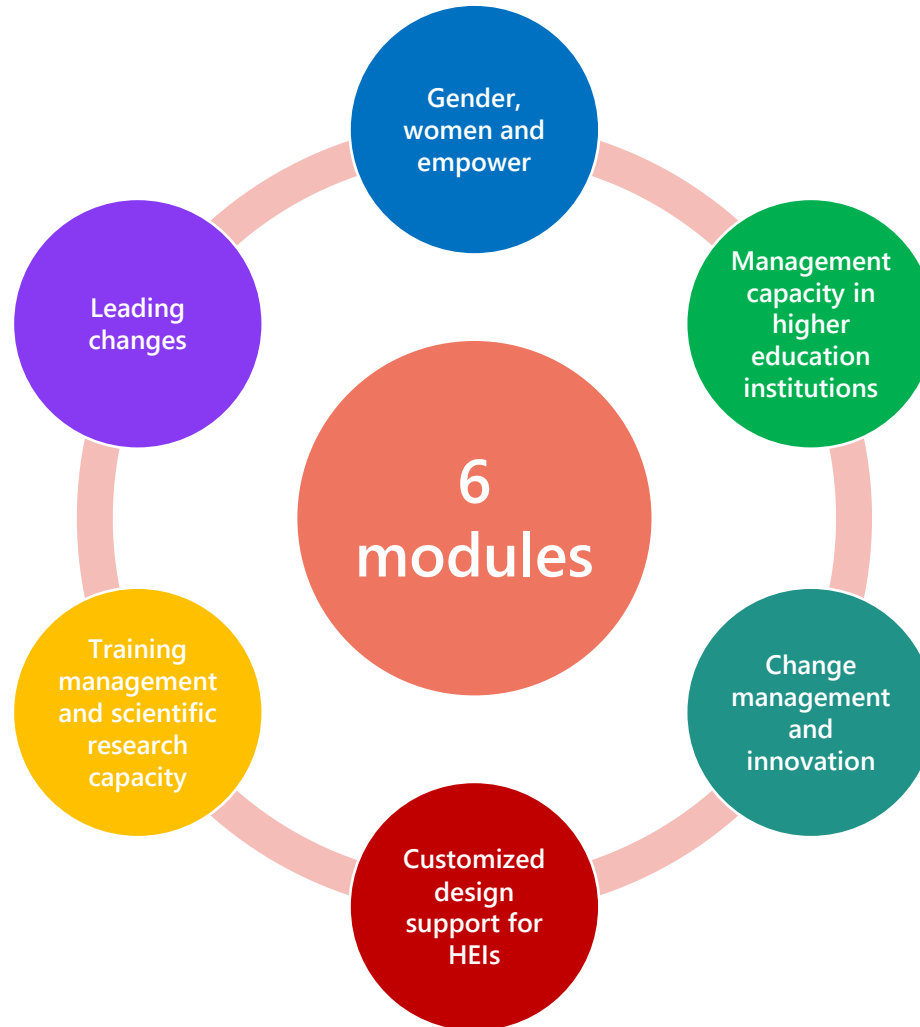 Gender,
women and
empower
Management
capacity in
higher
education
institutions
Change
management
and
innovation
Customized
design
support for
HEIs
Training
management
and scientific
research
capacity
Leading
changes
6
modules